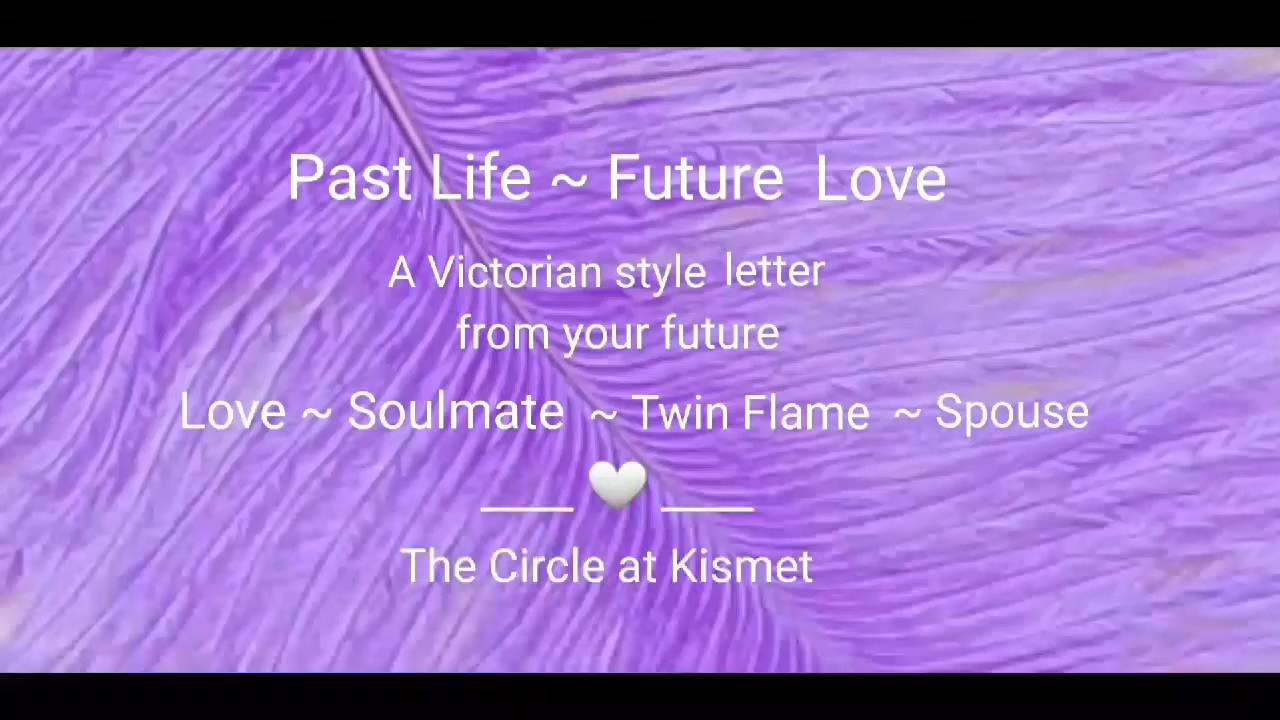 Past Life ~ Future Love
A Victorian style letter
from your future
Love ~ Soulmate ~ Twin Flame ~ Spouse
The Circle at Kismet